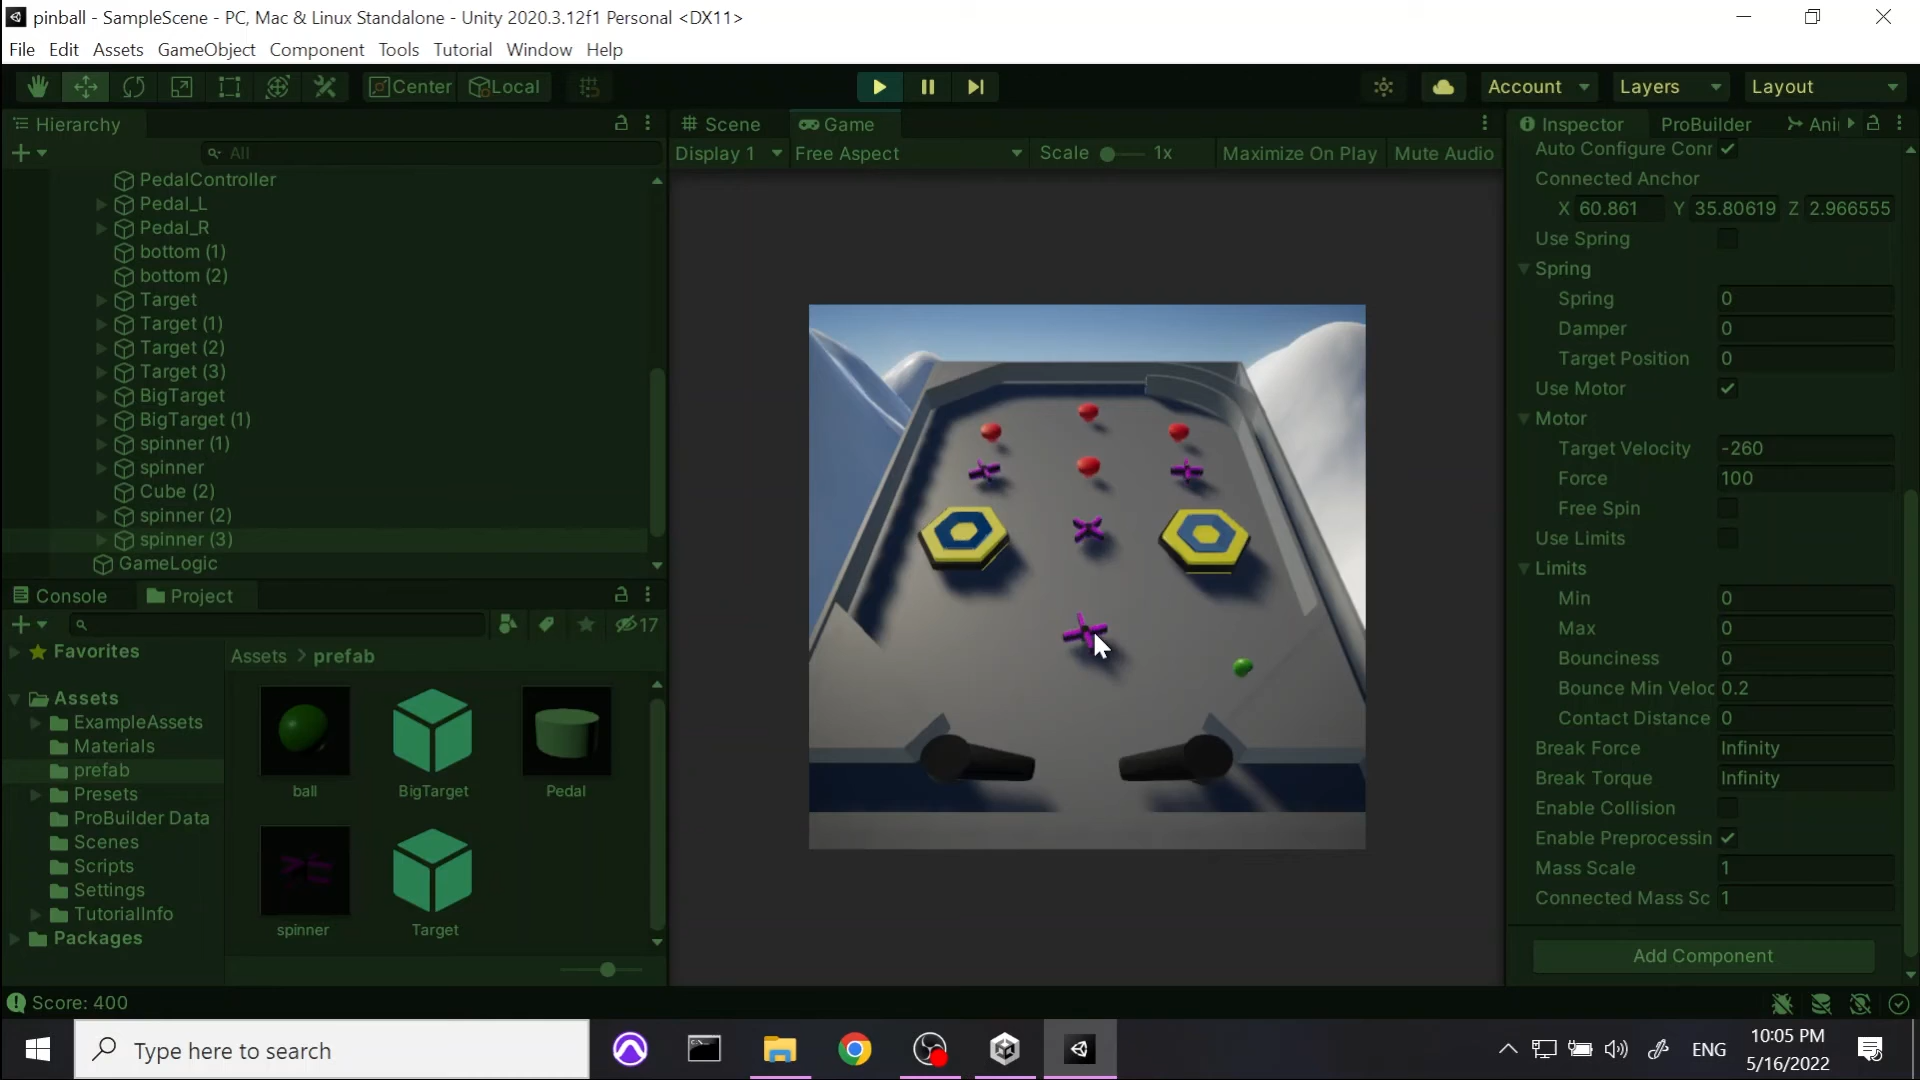 pinball - SampleScene - PC, Mac & Linux Standalone - Unity 2020.3.12f1 Personal <DX11>
File Edit Assets GameObject Component Tools Tutorial Window Help
Center Local Account Layers Layout
Hierarchy
All
PedalController
Pedal_L
Pedal_R
bottom (1)
bottom (2)
Target
Target (1)
Target (2)
Target (3)
BigTarget
BigTarget (1)
spinner (1)
spinner
Cube (2)
spinner (2)
spinner (3)
GameLogic
Scene Game
Display 1 Free Aspect Scale 1x Maximize On Play Mute Audio
Inspector ProBuilder Ani
Auto Configure Conr
Connected Anchor
X 60.861 Y 35.80619 Z 2.966555
Use Spring
Spring
Spring 0
Damper 0
Target Position 0
Use Motor
Motor
Target Velocity -260
Force 100
Free Spin
Use Limits
Limits
Min 0
Max 0
Bounciness 0
Bounce Min Veloc 0.2
Contact Distance 0
Break Force Infinity
Break Torque Infinity
Enable Collision
Enable Preprocessin
Mass Scale 1
Connected Mass Sc 1
Add Component
Console Project
17
Favorites
Assets
ExampleAssets
Materials
prefab
Presets
ProBuilder Data
Scenes
Scripts
Settings
TutorialInfo
Packages
Assets > prefab
ball BigTarget Pedal
spinner Target
Score: 400
Type here to search
ENG
10:05 PM
5/16/2022